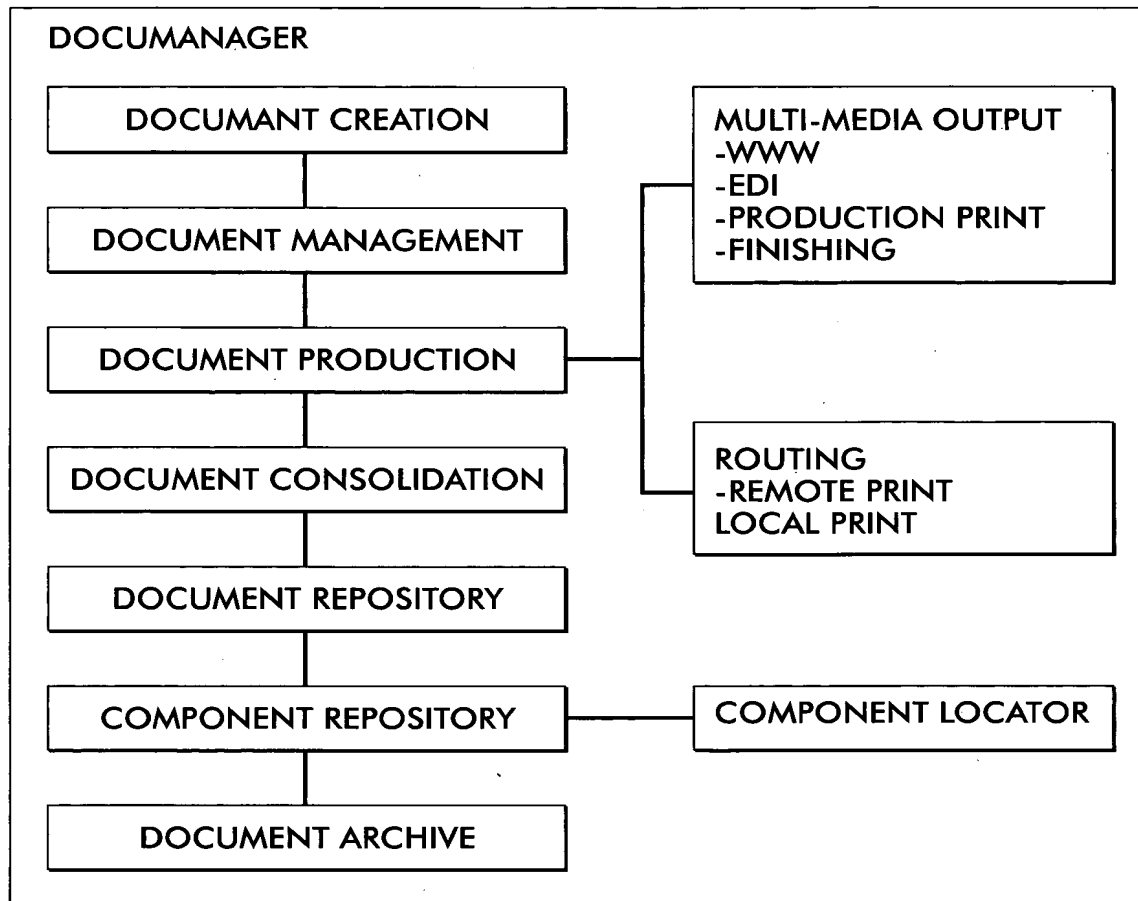 DOCUMANAGER
DOCUMANT CREATION
DOCUMENT MANAGEMENT
DOCUMENT PRODUCTION
DOCUMENT CONSOLIDATION
DOCUMENT REPOSITORY
COMPONENT REPOSITORY
DOCUMENT ARCHIVE
MULTI-MEDIA OUTPUT
-WWW
-EDI
-PRODUCTION PRINT
-FINISHING
ROUTING
-REMOTE PRINT
LOCAL PRINT
COMPONENT LOCATOR